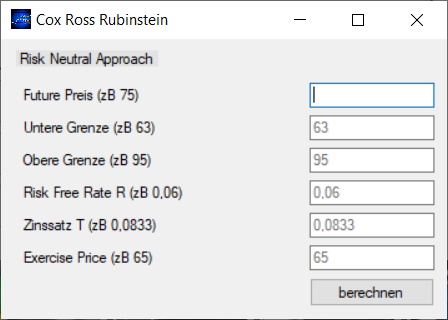 Cox Ross Rubinstein
Risk Neutral Approach
Future Preis (zB 75)
Untere Grenze (zB 63) 63
Obere Grenze (zB 95) 95
Risk Free Rate R (zB 0,06) 0,06
Zinssatz T (zB 0,0833) 0,0833
Exercise Price (zB 65) 65
berechnen